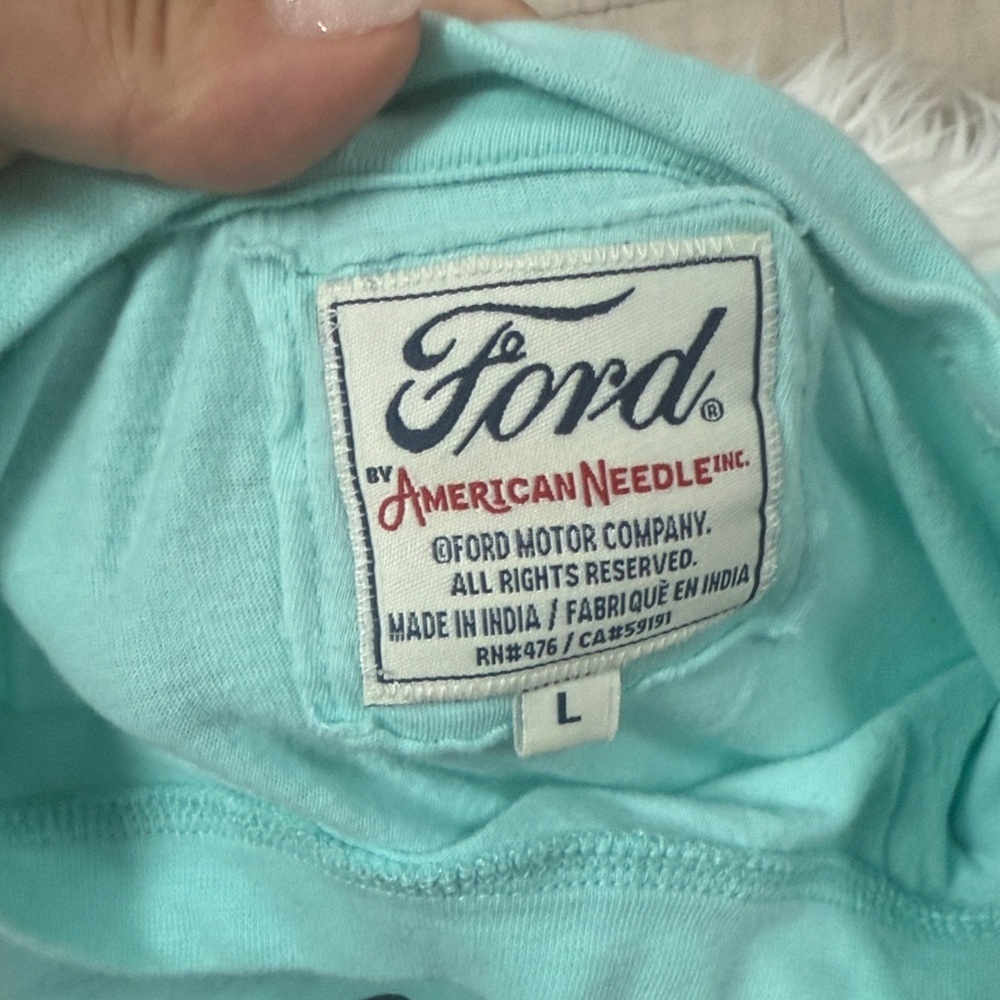 Ford®
BY AMERICAN NEEDLE INC.
©FORD MOTOR COMPANY.
ALL RIGHTS RESERVED.
MADE IN INDIA / FABRIQUÈ EN INDIA
RN#476 / CA#59191
L